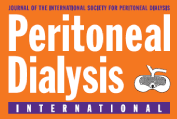 JOURNAL OF THE INTERNATIONAL SOCIETY FOR PERITONEAL DIALYSIS
Peritoneal
Dialysis
INTERNATIONAL